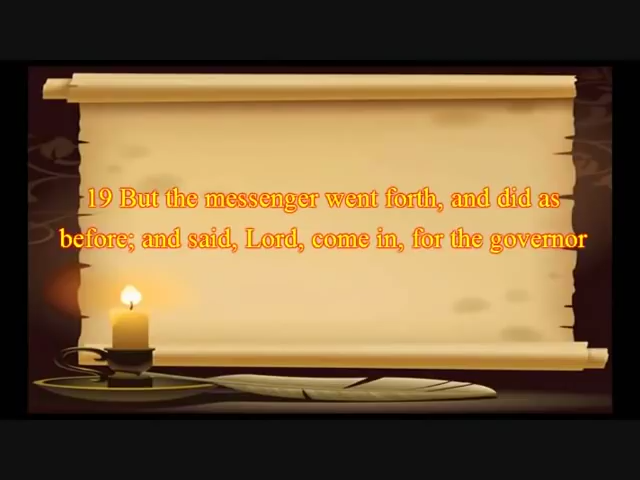 19 But the messenger went forth, and did as
before; and said, Lord, come in, for the governor